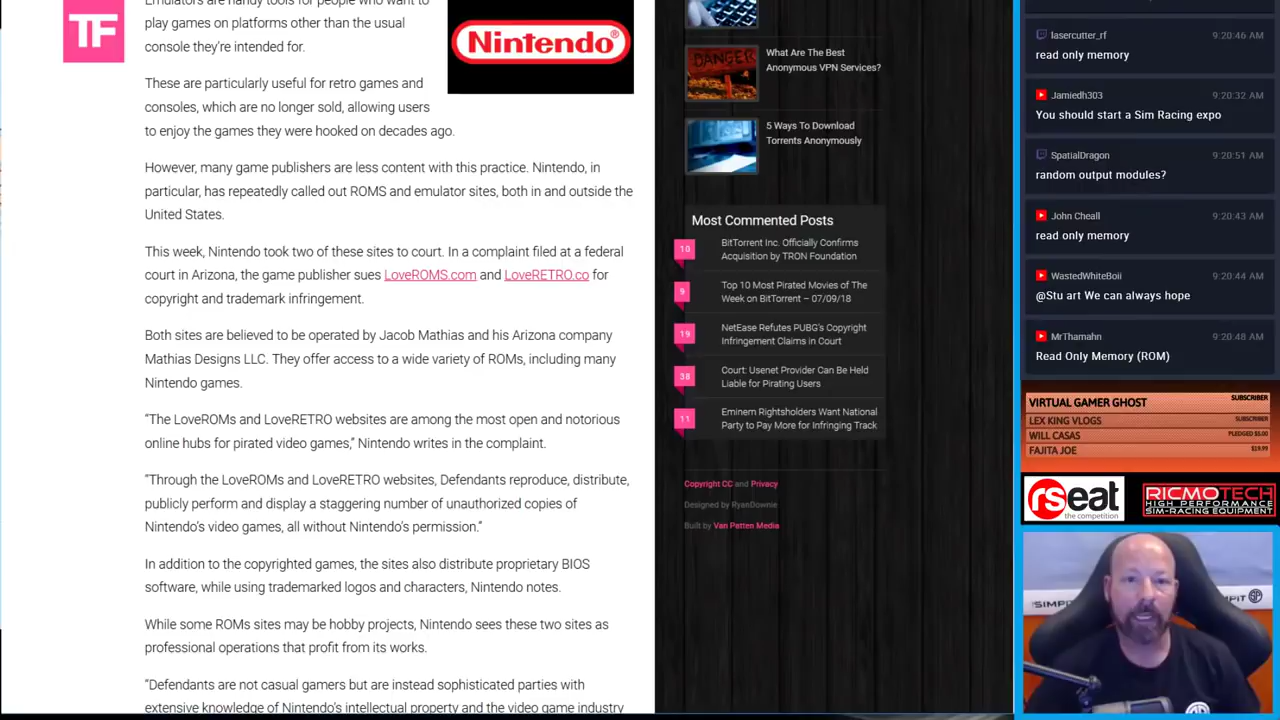 Emulators are handy tools for people who want to
play games on platforms other than the usual
console they're intended for.
TF
Nintendo®
These are particularly useful for retro games and
consoles, which are no longer sold, allowing users
to enjoy the games they were hooked on decades ago.
However, many game publishers are less content with this practice. Nintendo, in
particular, has repeatedly called out ROMS and emulator sites, both in and outside the
United States.
This week, Nintendo took two of these sites to court. In a complaint filed at a federal
court in Arizona, the game publisher sues LoveROMS.com and LoveRETRO.co for
copyright and trademark infringement.
Both sites are believed to be operated by Jacob Mathias and his Arizona company
Mathias Designs LLC. They offer access to a wide variety of ROMs, including many
Nintendo games.
“The LoveROMs and LoveRETRO websites are among the most open and notorious
online hubs for pirated video games,” Nintendo writes in the complaint.
“Through the LoveROMs and LoveRETRO websites, Defendants reproduce, distribute,
publicly perform and display a staggering number of unauthorized copies of
Nintendo’s video games, all without Nintendo’s permission.”
In addition to the copyrighted games, the sites also distribute proprietary BIOS
software, while using trademarked logos and characters, Nintendo notes.
While some ROMs sites may be hobby projects, Nintendo sees these two sites as
professional operations that profit from its works.
“Defendants are not casual gamers but are instead sophisticated parties with
extensive knowledge of Nintendo’s intellectual property and the video game industry
DANGER
What Are The Best
Anonymous VPN Services?
5 Ways To Download
Torrents Anonymously
Most Commented Posts
10
BitTorrent Inc. Officially Confirms
Acquisition by TRON Foundation
9
Top 10 Most Pirated Movies of The
Week on BitTorrent – 07/09/18
19
NetEase Refutes PUBG's Copyright
Infringement Claims in Court
38
Court: Usenet Provider Can Be Held
Liable for Pirating Users
11
Eminem Rightsholders Want National
Party to Pay More for Infringing Track
Copyright CC and Privacy
Designed by RyanDownie
Built by Van Patten Media
lasercutter_rf 9:20:46 AM
read only memory
Jamiedh303 9:20:32 AM
You should start a Sim Racing expo
SpatialDragon 9:20:51 AM
random output modules?
John Cheall 9:20:43 AM
read only memory
WastedWhiteBoii 9:20:44 AM
@Stu art We can always hope
MrThamahn 9:20:48 AM
Read Only Memory (ROM)
VIRTUAL GAMER GHOST SUBSCRIBER
LEX KING VLOGS SUBSCRIBER
WILL CASAS PLEDGED $5.00
FAJITA JOE $19.99
rseat
the competition
RICMOTECH
HIGH PERFORMANCE
SIM-RACING EQUIPMENT